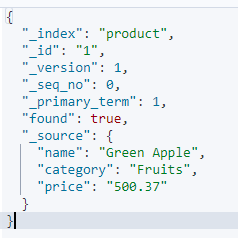 {
  "_index": "product",
  "_id": "1",
  "_version": 1,
  "_seq_no": 0,
  "_primary_term": 1,
  "found": true,
  "_source": {
    "name": "Green Apple",
    "category": "Fruits",
    "price": "500.37"
  }
}